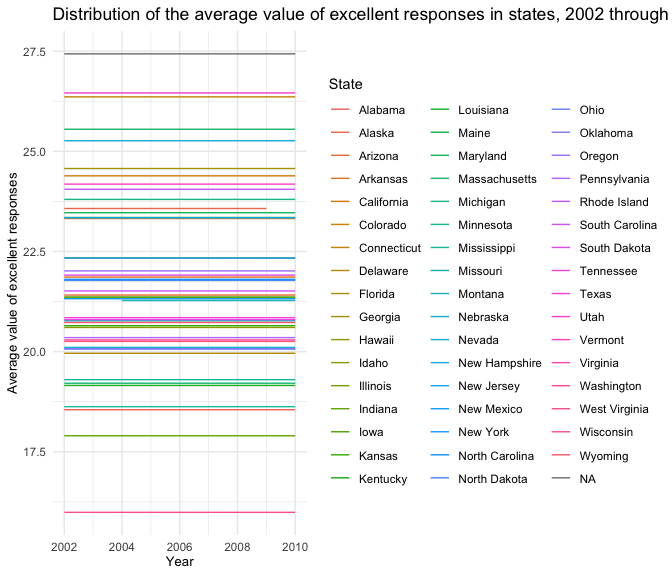 Distribution of the average value of excellent responses in states, 2002 through
27.5
25.0
22.5
20.0
17.5
Average value of excellent responses
2002 2004 2006 2008 2010
Year
State
Alabama
Alaska
Arizona
Arkansas
California
Colorado
Connecticut
Delaware
Florida
Georgia
Hawaii
Idaho
Illinois
Indiana
Iowa
Kansas
Kentucky
Louisiana
Maine
Maryland
Massachusetts
Michigan
Minnesota
Mississippi
Missouri
Montana
Nebraska
Nevada
New Hampshire
New Jersey
New Mexico
New York
North Carolina
North Dakota
Ohio
Oklahoma
Oregon
Pennsylvania
Rhode Island
South Carolina
South Dakota
Tennessee
Texas
Utah
Vermont
Virginia
Washington
West Virginia
Wisconsin
Wyoming
NA